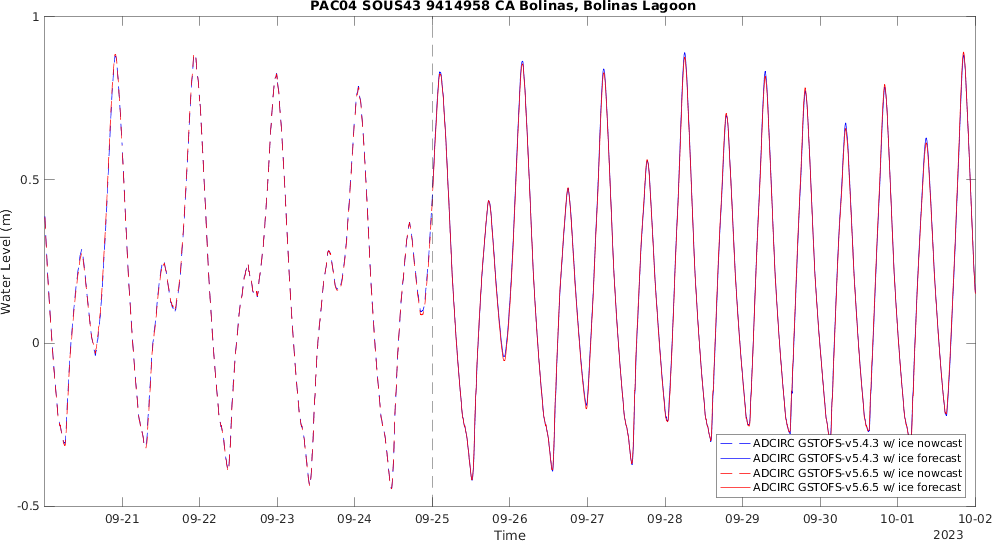 PAC04 SOUS43 9414958 CA Bolinas, Bolinas Lagoon
1
0.5
0
-0.5
Water Level (m)
ADCIRC GSTOFS-v5.4.3 w/ ice nowcast
ADCIRC GSTOFS-v5.4.3 w/ ice forecast
ADCIRC GSTOFS-v5.6.5 w/ ice nowcast
ADCIRC GSTOFS-v5.6.5 w/ ice forecast
09-21 09-22 09-23 09-24 09-25 09-26 09-27 09-28 09-29 09-30 10-01 10-02
Time
2023